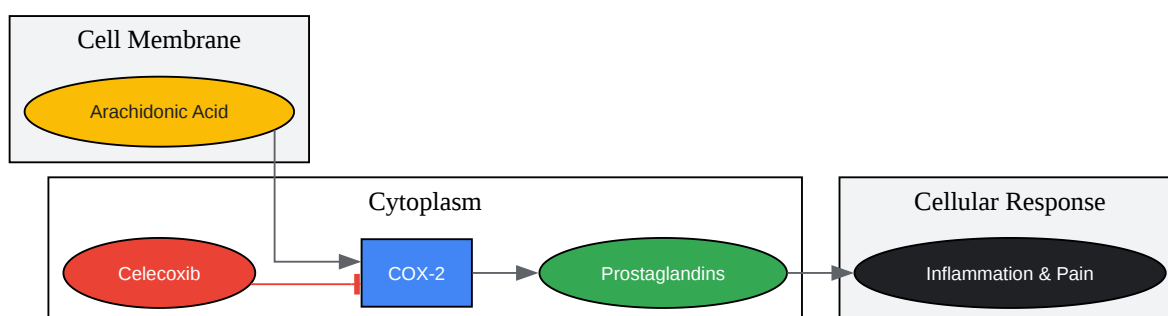 Cell Membrane
Arachidonic Acid
Cytoplasm
Cellular Response
Celecoxib
COX-2
Prostaglandins
Inflammation & Pain